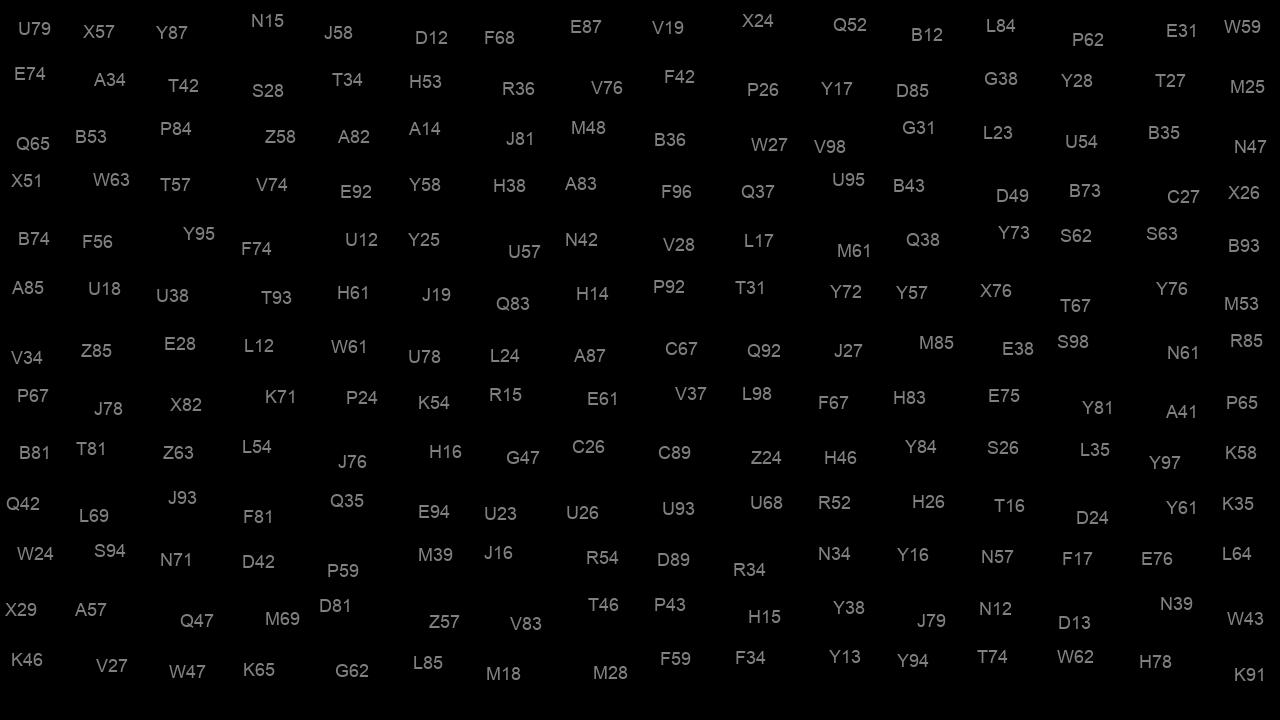 U79 X57 Y87 N15 J58 D12 F68 E87 V19 X24 Q52 B12 L84 P62 E31 W59
E74 A34 T42 S28 T34 H53 R36 V76 F42 P26 Y17 D85 G38 Y28 T27 M25
Q65 B53 P84 Z58 A82 A14 J81 M48 B36 W27 V98 G31 L23 U54 B35 N47
X51 W63 T57 V74 E92 Y58 H38 A83 F96 Q37 U95 B43 D49 B73 C27 X26
B74 F56 Y95 F74 U12 Y25 U57 N42 V28 L17 M61 Q38 Y73 S62 S63 B93
A85 U18 U38 T93 H61 J19 Q83 H14 P92 T31 Y72 Y57 X76 T67 Y76 M53
V34 Z85 E28 L12 W61 U78 L24 A87 C67 Q92 J27 M85 E38 S98 N61 R85
P67 J78 X82 K71 P24 K54 R15 E61 V37 L98 F67 H83 E75 Y81 A41 P65
B81 T81 Z63 L54 J76 H16 G47 C26 C89 Z24 H46 Y84 S26 L35 Y97 K58
Q42 L69 J93 F81 Q35 E94 U23 U26 U93 U68 R52 H26 T16 D24 Y61 K35
W24 S94 N71 D42 P59 M39 J16 R54 D89 R34 N34 Y16 N57 F17 E76 L64
X29 A57 Q47 M69 D81 Z57 V83 T46 P43 H15 Y38 J79 N12 D13 N39 W43
K46 V27 W47 K65 G62 L85 M18 M28 F59 F34 Y13 Y94 T74 W62 H78 K91